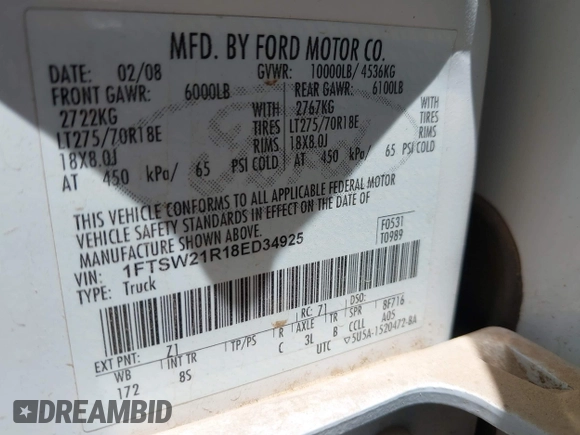 MFD. BY FORD MOTOR CO.
DATE: 02/08 GVWR: 10000LB/ 4536KG
FRONT GAWR: 6000LB REAR GAWR: 6100LB
2722KG WITH 2767KG WITH
LT275/70R18E TIRES LT275/70R18E TIRES
18X8.0J RIMS 18X8.0J RIMS
AT 450 kPa/ 65 PSI COLD AT 450 kPa/ 65 PSI COLD
THIS VEHICLE CONFORMS TO ALL APPLICABLE FEDERAL MOTOR
VEHICLE SAFETY STANDARDS IN EFFECT ON THE DATE OF
MANUFACTURE SHOWN ABOVE.
F0531
T0989
VIN: 1FTSW21R18ED34925
TYPE: Truck
EXT PNT: Z1 RC: 71 DSO:
WB INT TR TP/PS R AXLE TR SPR 8F716
172 8S C 3L B CCLL A05
UTC ▽5U5A-1520472-BA
DREAMBID